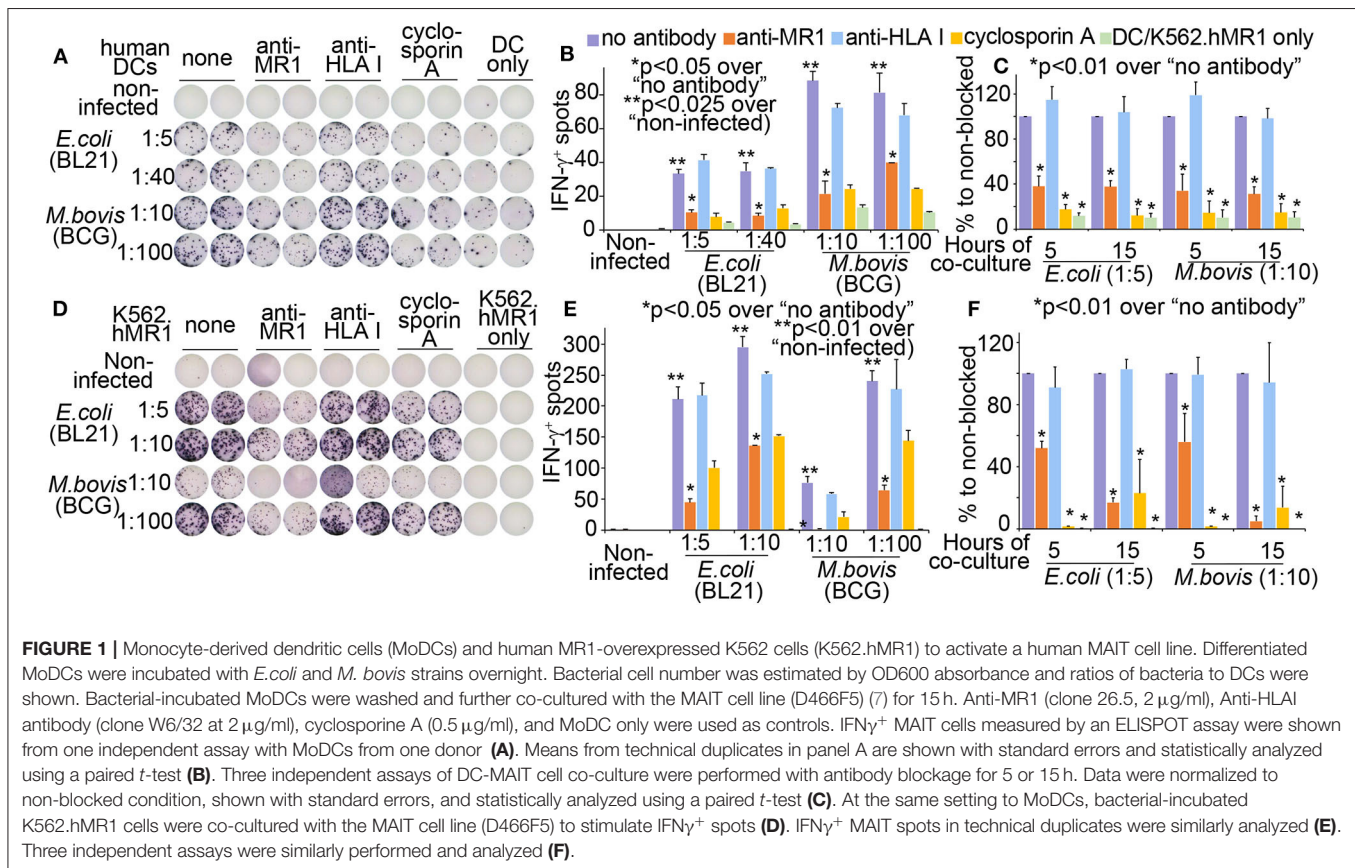 A human DCs none anti-MR1 anti-HLA I cyclo-sporin A DC only
non-infected
E.coli (BL21) 1:5
1:40
M.bovis (BCG) 1:10
1:100
no antibody anti-MR1 anti-HLA I cyclosporin A DC/K562.hMR1 only
B
*p<0.05 over
"no antibody"
**p<0.025 over
"non-infected)
IFN-γ+ spots
80
60
40
20
0
** * ** * ** * ** *
Non-infected 1:5 1:40 1:10 1:100
E.coli (BL21) M.bovis (BCG)
C
*p<0.01 over "no antibody"
% to non-blocked
120
80
40
0
* * * * * * * * * * * *
Hours of co-culture 5 15 5 15
E.coli (1:5) M.bovis (1:10)
D K562.hMR1 none anti-MR1 anti-HLA I cyclo-sporin A K562.hMR1 only
Non-infected
E.coli (BL21) 1:5
1:10
M.bovis (BCG) 1:10
1:100
E
*p<0.05 over "no antibody"
**p<0.01 over
"non-infected)
IFN-γ+ spots
300
250
200
150
100
50
0
** * ** * ** * ** *
Non-infected 1:5 1:10 1:10 1:100
E.coli (BL21) M.bovis (BCG)
F
*p<0.01 over "no antibody"
% to non-blocked
120
80
40
0
* * * * * * * * * * * *
Hours of co-culture 5 15 5 15
E.coli (1:5) M.bovis (1:10)
FIGURE 1 | Monocyte-derived dendritic cells (MoDCs) and human MR1-overexpressed K562 cells (K562.hMR1) to activate a human MAIT cell line. Differentiated
MoDCs were incubated with E.coli and M. bovis strains overnight. Bacterial cell number was estimated by OD600 absorbance and ratios of bacteria to DCs were
shown. Bacterial-incubated MoDCs were washed and further co-cultured with the MAIT cell line (D466F5) (7) for 15 h. Anti-MR1 (clone 26.5, 2 μg/ml), Anti-HLAI
antibody (clone W6/32 at 2 μg/ml), cyclosporine A (0.5 μg/ml), and MoDC only were used as controls. IFNγ+ MAIT cells measured by an ELISPOT assay were shown
from one independent assay with MoDCs from one donor (A). Means from technical duplicates in panel A are shown with standard errors and statistically analyzed
using a paired t-test (B). Three independent assays of DC-MAIT cell co-culture were performed with antibody blockage for 5 or 15 h. Data were normalized to
non-blocked condition, shown with standard errors, and statistically analyzed using a paired t-test (C). At the same setting to MoDCs, bacterial-incubated
K562.hMR1 cells were co-cultured with the MAIT cell line (D466F5) to stimulate IFNγ+ spots (D). IFNγ+ MAIT spots in technical duplicates were similarly analyzed (E).
Three independent assays were similarly performed and analyzed (F).